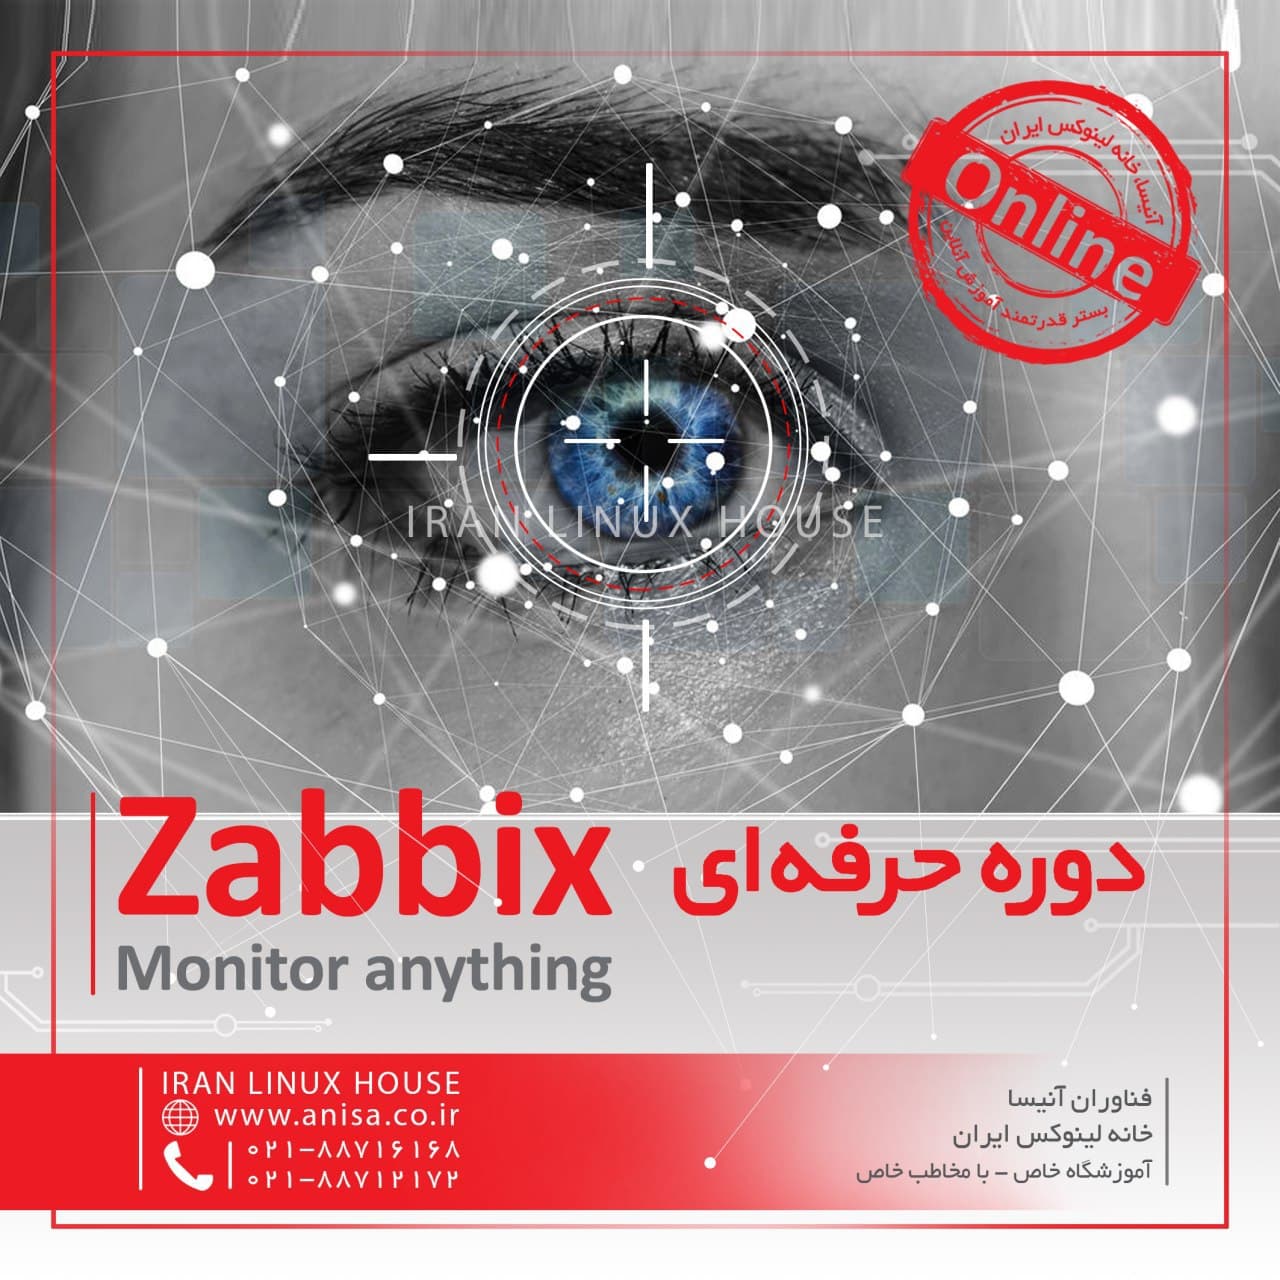 آنیسا، خانه لینوکس ایران
Online
بستر قدرتمند آموزش آنلاین
IRAN LINUX HOUSE
Zabbix
دوره حرفه‌ای
Monitor anything
IRAN LINUX HOUSE
www.anisa.co.ir
۰۲۱-۸۸۷۱۶۱۶۸
۰۲۱-۸۸۷۱۲۱۷۲
فناوران آنیسا
خانه لینوکس ایران
آموزشگاه خاص - با مخاطب خاص